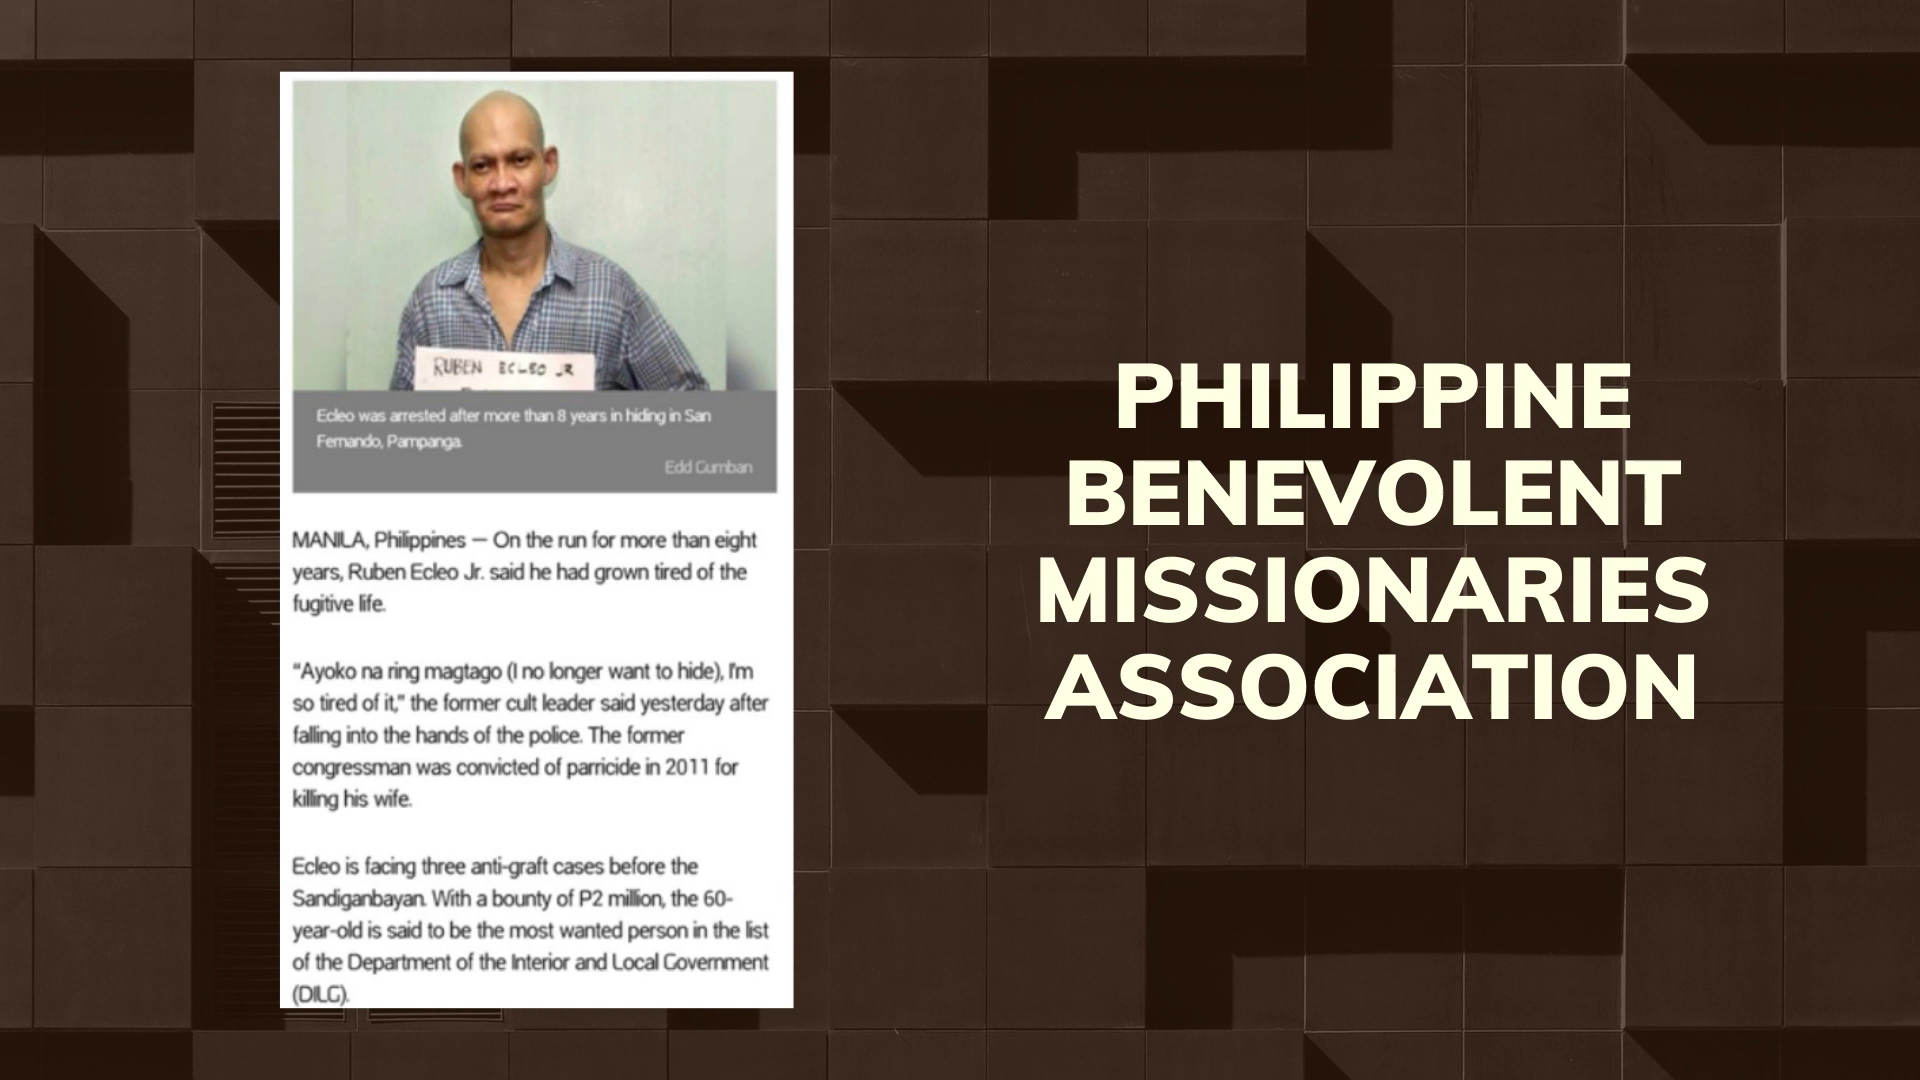 RUBEN ECLEO JR
Ecleo was arrested after more than 8 years in hiding in San
Fernando, Pampanga.
Edd Gumban
MANILA, Philippines — On the run for more than eight
years, Ruben Ecleo Jr. said he had grown tired of the
fugitive life.
“Ayoko na ring magtago (I no longer want to hide), I'm
so tired of it,” the former cult leader said yesterday after
falling into the hands of the police. The former
congressman was convicted of parricide in 2011 for
killing his wife.
Ecleo is facing three anti-graft cases before the
Sandiganbayan. With a bounty of P2 million, the 60-
year-old is said to be the most wanted person in the list
of the Department of the Interior and Local Government
(DILG).
PHILIPPINE
BENEVOLENT
MISSIONARIES
ASSOCIATION